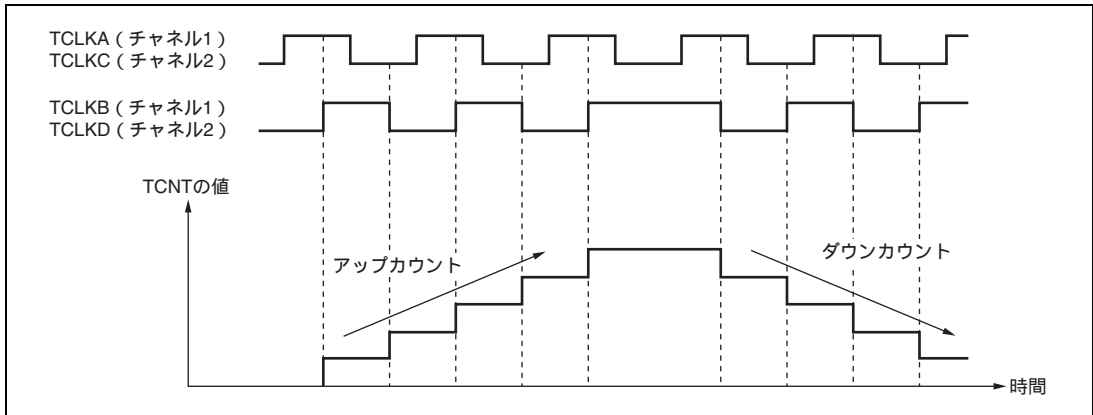 TCLKA（チャネル1）
TCLKC（チャネル2）
TCLKB（チャネル1）
TCLKD（チャネル2）
TCNTの値
アップカウント
ダウンカウント
時間